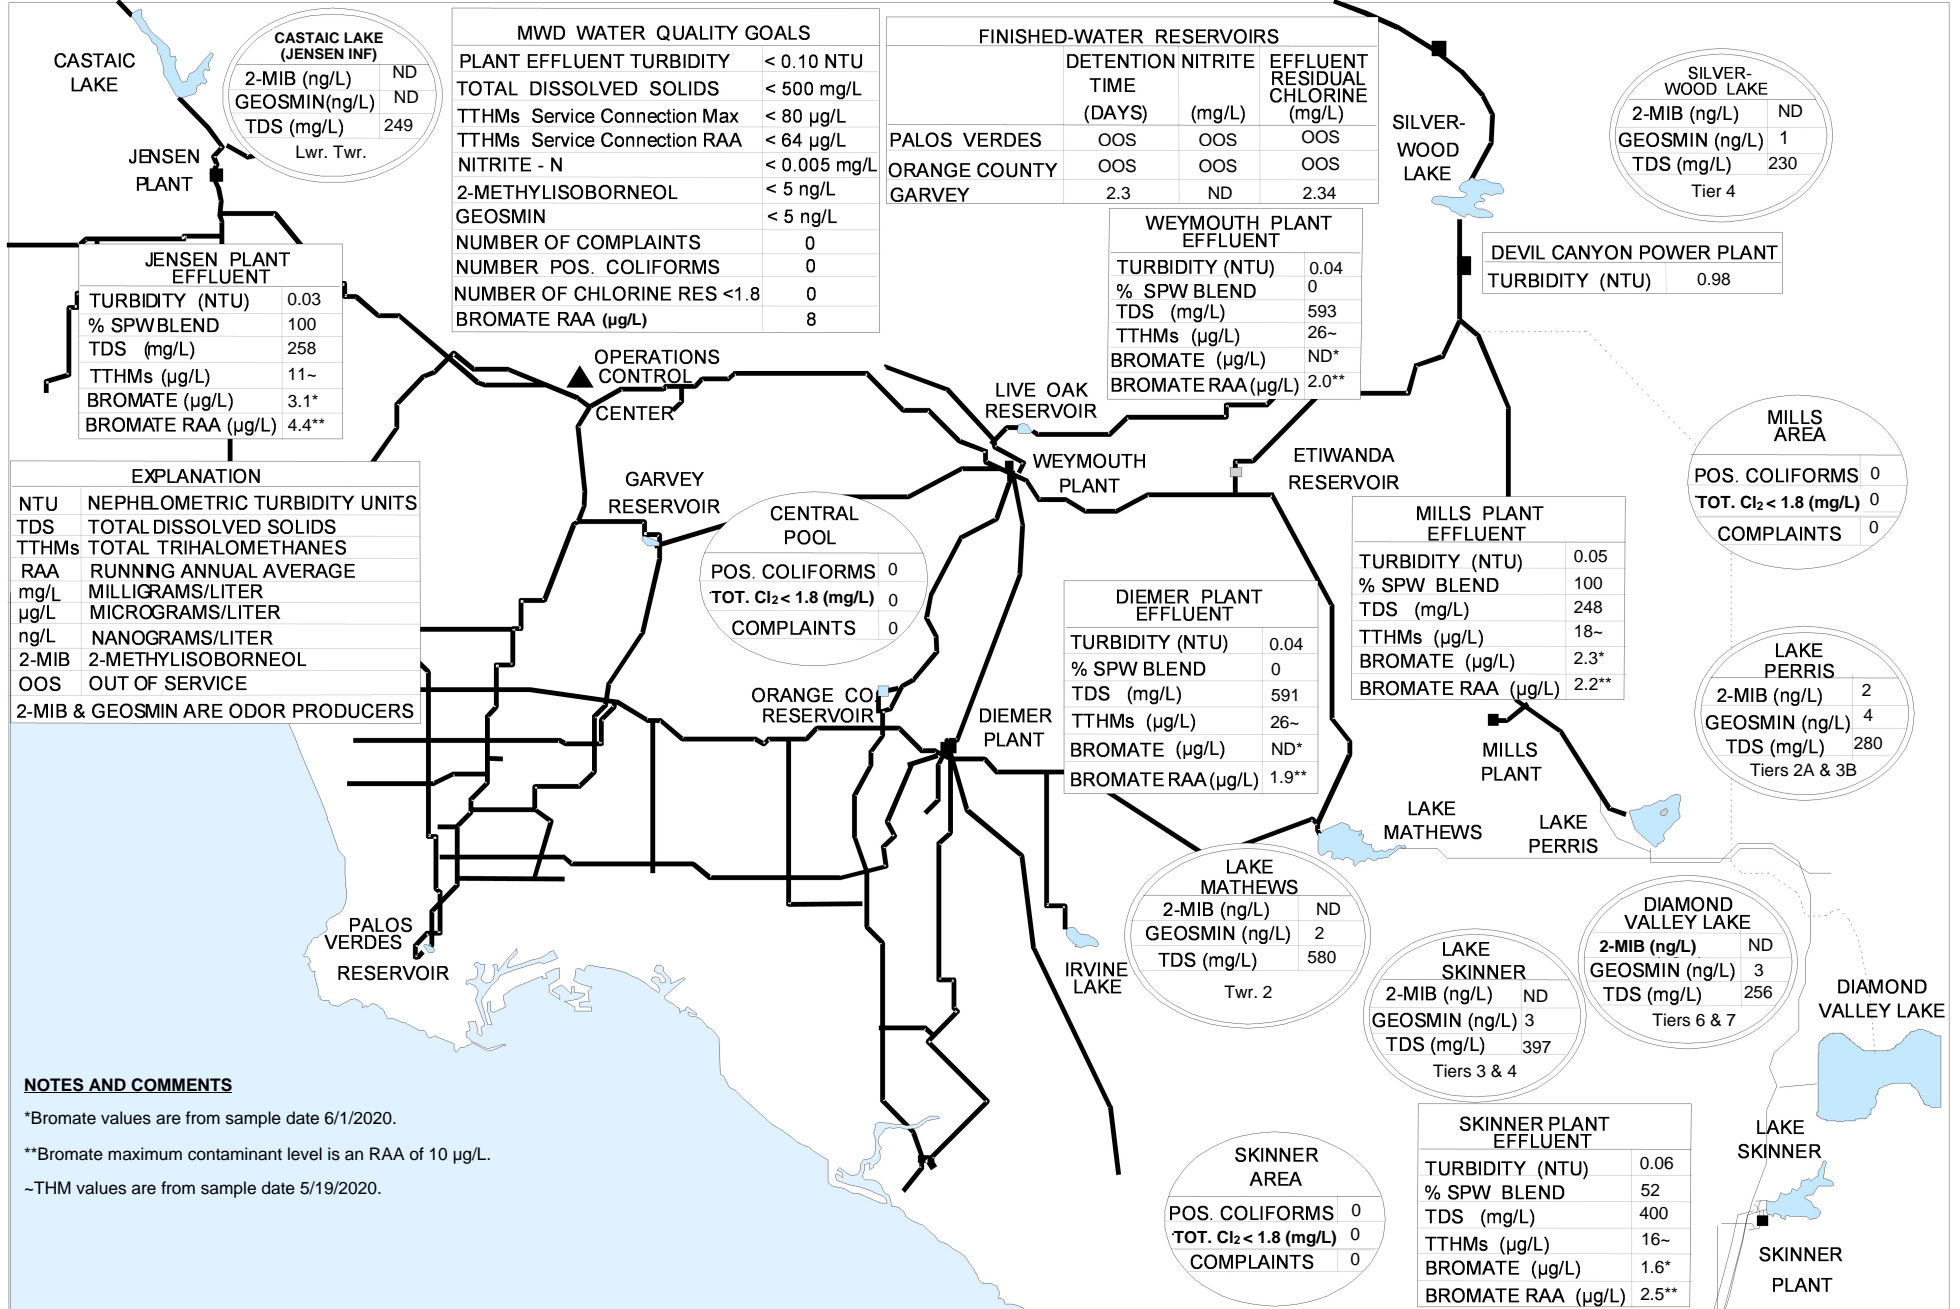 CASTAIC
LAKE
CASTAIC LAKE
(JENSEN INF)
2-MIB (ng/L) ND
GEOSMIN(ng/L) ND
TDS (mg/L) 249
Lwr. Twr.
JENSEN
PLANT
MWD WATER QUALITY GOALS
PLANT EFFLUENT TURBIDITY < 0.10 NTU
TOTAL DISSOLVED SOLIDS < 500 mg/L
TTHMs Service Connection Max < 80 µg/L
TTHMs Service Connection RAA < 64 µg/L
NITRITE - N < 0.005 mg/L
2-METHYLISOBORNEOL < 5 ng/L
GEOSMIN < 5 ng/L
NUMBER OF COMPLAINTS 0
NUMBER POS. COLIFORMS 0
NUMBER OF CHLORINE RES <1.8 0
BROMATE RAA (µg/L) 8
FINISHED-WATER RESERVOIRS
DETENTION TIME (DAYS) NITRITE (mg/L) EFFLUENT RESIDUAL CHLORINE (mg/L)
PALOS VERDES OOS OOS OOS
ORANGE COUNTY OOS OOS OOS
GARVEY 2.3 ND 2.34
SILVER-
WOOD
LAKE
SILVER-
WOOD LAKE
2-MIB (ng/L) ND
GEOSMIN (ng/L) 1
TDS (mg/L) 230
Tier 4
DEVIL CANYON POWER PLANT
TURBIDITY (NTU) 0.98
WEYMOUTH PLANT
EFFLUENT
TURBIDITY (NTU) 0.04
% SPW BLEND 0
TDS (mg/L) 593
TTHMs (µg/L) 26~
BROMATE (µg/L) ND*
BROMATE RAA (µg/L) 2.0**
JENSEN PLANT
EFFLUENT
TURBIDITY (NTU) 0.03
% SPW BLEND 100
TDS (mg/L) 258
TTHMs (µg/L) 11~
BROMATE (µg/L) 3.1*
BROMATE RAA (µg/L) 4.4**
OPERATIONS
CONTROL
CENTER
LIVE OAK
RESERVOIR
WEYMOUTH
PLANT
ETIWANDA
RESERVOIR
GARVEY
RESERVOIR
MILLS
AREA
POS. COLIFORMS 0
TOT. Cl2 < 1.8 (mg/L) 0
COMPLAINTS 0
EXPLANATION
NTU NEPHELOMETRIC TURBIDITY UNITS
TDS TOTAL DISSOLVED SOLIDS
TTHMs TOTAL TRIHALOMETHANES
RAA RUNNING ANNUAL AVERAGE
mg/L MILLIGRAMS/LITER
µg/L MICROGRAMS/LITER
ng/L NANOGRAMS/LITER
2-MIB 2-METHYLISOBORNEOL
OOS OUT OF SERVICE
2-MIB & GEOSMIN ARE ODOR PRODUCERS
CENTRAL
POOL
POS. COLIFORMS 0
TOT. Cl2 < 1.8 (mg/L) 0
COMPLAINTS 0
MILLS PLANT
EFFLUENT
TURBIDITY (NTU) 0.05
% SPW BLEND 100
TDS (mg/L) 248
TTHMs (µg/L) 18~
BROMATE (µg/L) 2.3*
BROMATE RAA (µg/L) 2.2**
DIEMER PLANT
EFFLUENT
TURBIDITY (NTU) 0.04
% SPW BLEND 0
TDS (mg/L) 591
TTHMs (µg/L) 26~
BROMATE (µg/L) ND*
BROMATE RAA (µg/L) 1.9**
LAKE
PERRIS
2-MIB (ng/L) 2
GEOSMIN (ng/L) 4
TDS (mg/L) 280
Tiers 2A & 3B
ORANGE CO
RESERVOIR
DIEMER
PLANT
MILLS
PLANT
LAKE
MATHEWS
LAKE
PERRIS
LAKE
MATHEWS
2-MIB (ng/L) ND
GEOSMIN (ng/L) 2
TDS (mg/L) 580
Twr. 2
DIAMOND
VALLEY LAKE
2-MIB (ng/L) ND
GEOSMIN (ng/L) 3
TDS (mg/L) 256
Tiers 6 & 7
LAKE
SKINNER
2-MIB (ng/L) ND
GEOSMIN (ng/L) 3
TDS (mg/L) 397
Tiers 3 & 4
PALOS
VERDES
RESERVOIR
IRVINE
LAKE
DIAMOND
VALLEY LAKE
NOTES AND COMMENTS
*Bromate values are from sample date 6/1/2020.
**Bromate maximum contaminant level is an RAA of 10 µg/L.
~THM values are from sample date 5/19/2020.
SKINNER
AREA
POS. COLIFORMS 0
TOT. Cl2 < 1.8 (mg/L) 0
COMPLAINTS 0
SKINNER PLANT
EFFLUENT
TURBIDITY (NTU) 0.06
% SPW BLEND 52
TDS (mg/L) 400
TTHMs (µg/L) 16~
BROMATE (µg/L) 1.6*
BROMATE RAA (µg/L) 2.5**
LAKE
SKINNER
SKINNER
PLANT